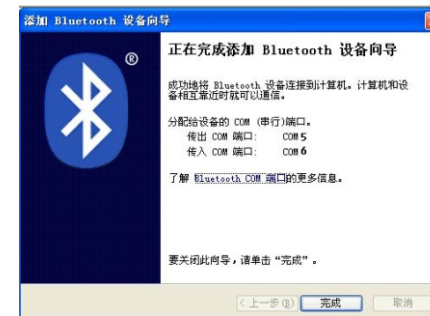 添加 Bluetooth 设备向导
®
正在完成添加 Bluetooth 设备向导
成功地将 Bluetooth 设备连接到计算机。计算机和设
备相互靠近时就可以通信。
分配给设备的 COM (串行)端口。
传出 COM 端口: COM5
传入 COM 端口: COM6
了解 Bluetooth COM 端口的更多信息。
要关闭此向导，请单击“完成”。
<上一步(B) 完成 取消